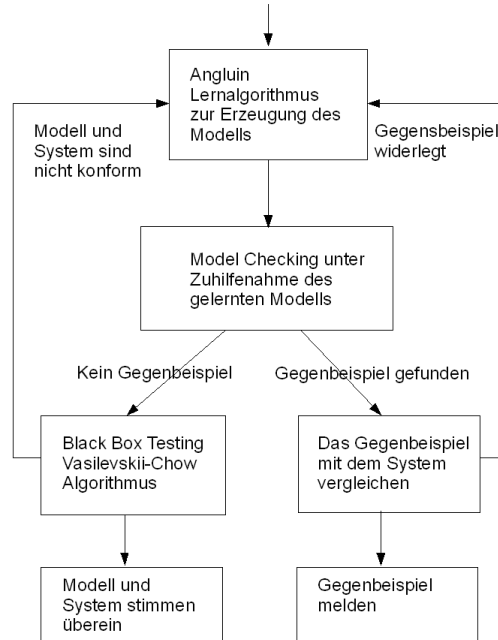 Angluin
Lernalgorithmus
zur Erzeugung des
Modells
Modell und
System sind
nicht konform
Gegensbeispiel
widerlegt
Model Checking unter
Zuhilfenahme des
gelernten Modells
Kein Gegenbeispiel
Gegenbeispiel gefunden
Black Box Testing
Vasilevskii-Chow
Algorithmus
Das Gegenbeispiel
mit dem System
vergleichen
Modell und
System stimmen
überein
Gegenbeispiel
melden